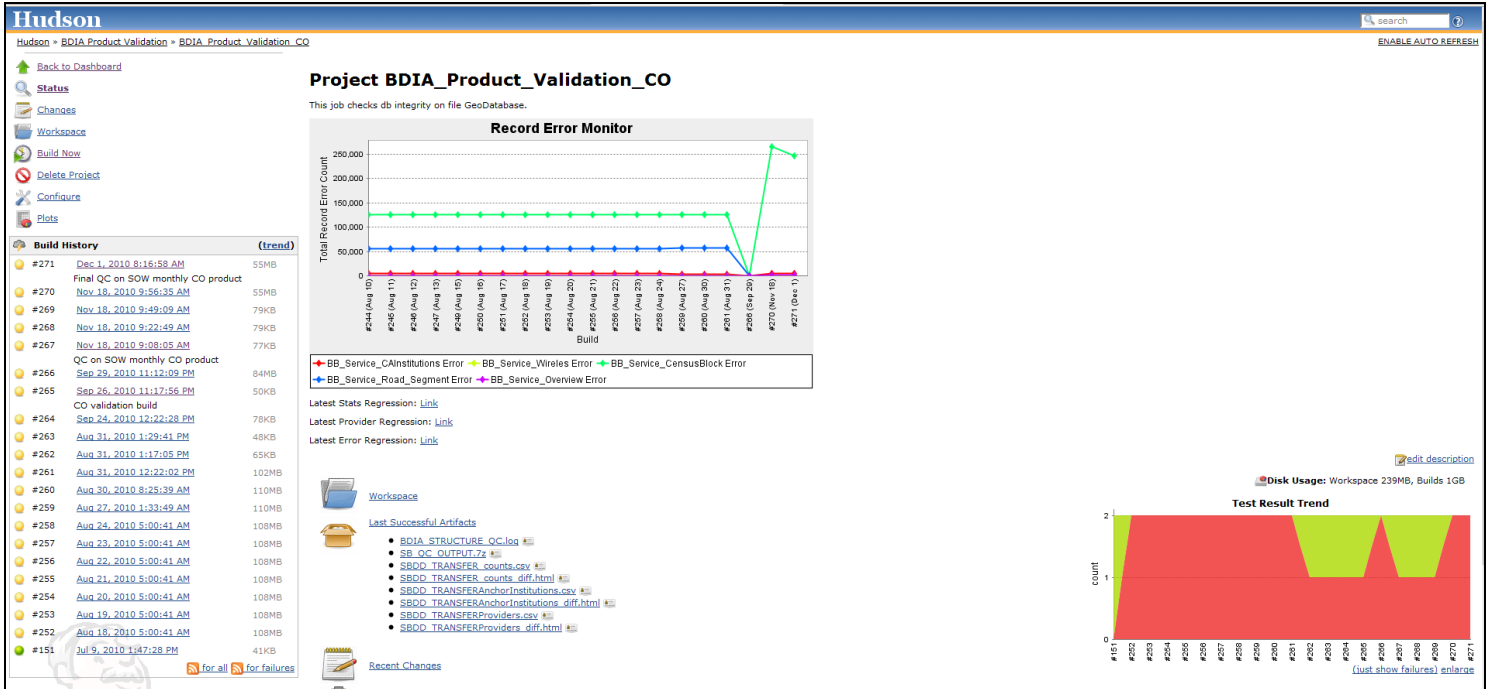 Hudson
search
Hudson » BDIA Product Validation » BDIA_Product_Validation_CO
ENABLE AUTO REFRESH
Back to Dashboard
Status
Changes
Workspace
Build Now
Delete Project
Configure
Plots
Build History (trend)
#271 Dec 1, 2010 8:16:58 AM 55MB
Final QC on SOW monthly CO product
#270 Nov 18, 2010 9:56:35 AM 55MB
#269 Nov 18, 2010 9:49:09 AM 79KB
#268 Nov 18, 2010 9:22:49 AM 79KB
#267 Nov 18, 2010 9:08:05 AM 77KB
QC on SOW monthly CO product
#266 Sep 29, 2010 11:12:09 PM 84MB
#265 Sep 26, 2010 11:17:56 PM 50KB
CO validation build
#264 Sep 24, 2010 12:22:28 PM 78KB
#263 Aug 31, 2010 1:29:41 PM 48KB
#262 Aug 31, 2010 1:17:05 PM 65KB
#261 Aug 31, 2010 12:22:02 PM 102MB
#260 Aug 30, 2010 8:25:39 AM 110MB
#259 Aug 27, 2010 1:33:49 AM 110MB
#258 Aug 24, 2010 5:00:41 AM 108MB
#257 Aug 23, 2010 5:00:41 AM 108MB
#256 Aug 22, 2010 5:00:41 AM 108MB
#255 Aug 21, 2010 5:00:41 AM 108MB
#254 Aug 20, 2010 5:00:41 AM 108MB
#253 Aug 19, 2010 5:00:41 AM 108MB
#252 Aug 18, 2010 5:00:41 AM 108MB
#151 Jul 9, 2010 1:47:28 PM 41KB
for all for failures
Project BDIA_Product_Validation_CO
This job checks db integrity on file GeoDatabase.
Record Error Monitor
Total Record Error Count
250,000
200,000
150,000
100,000
50,000
0
#244 (Aug 10)
#245 (Aug 11)
#246 (Aug 12)
#247 (Aug 13)
#249 (Aug 15)
#250 (Aug 16)
#251 (Aug 17)
#252 (Aug 18)
#253 (Aug 19)
#254 (Aug 20)
#255 (Aug 21)
#256 (Aug 22)
#257 (Aug 23)
#258 (Aug 24)
#259 (Aug 27)
#260 (Aug 30)
#261 (Aug 31)
#266 (Sep 29)
#270 (Nov 18)
#271 (Dec 1)
Build
BB_Service_CAInstitutions Error BB_Service_Wireles Error BB_Service_CensusBlock Error
BB_Service_Road_Segment Error BB_Service_Overview Error
Latest Stats Regression: Link
Latest Provider Regression: Link
Latest Error Regression: Link
Workspace
Last Successful Artifacts
BDIA_STRUCTURE_QC.log
SB_QC_OUTPUT.7z
SBDD_TRANSFER_counts.csv
SBDD_TRANSFER_counts_diff.html
SBDD_TRANSFERAnchorInstitutions.csv
SBDD_TRANSFERAnchorInstitutions_diff.html
SBDD_TRANSFERProviders.csv
SBDD_TRANSFERProviders_diff.html
Recent Changes
edit description
Disk Usage: Workspace 239MB, Builds 1GB
Test Result Trend
count
2
1
0
#151
#252
#253
#254
#255
#256
#257
#258
#259
#260
#261
#262
#263
#264
#265
#266
#267
#268
#269
#270
#271
(just show failures) enlarge